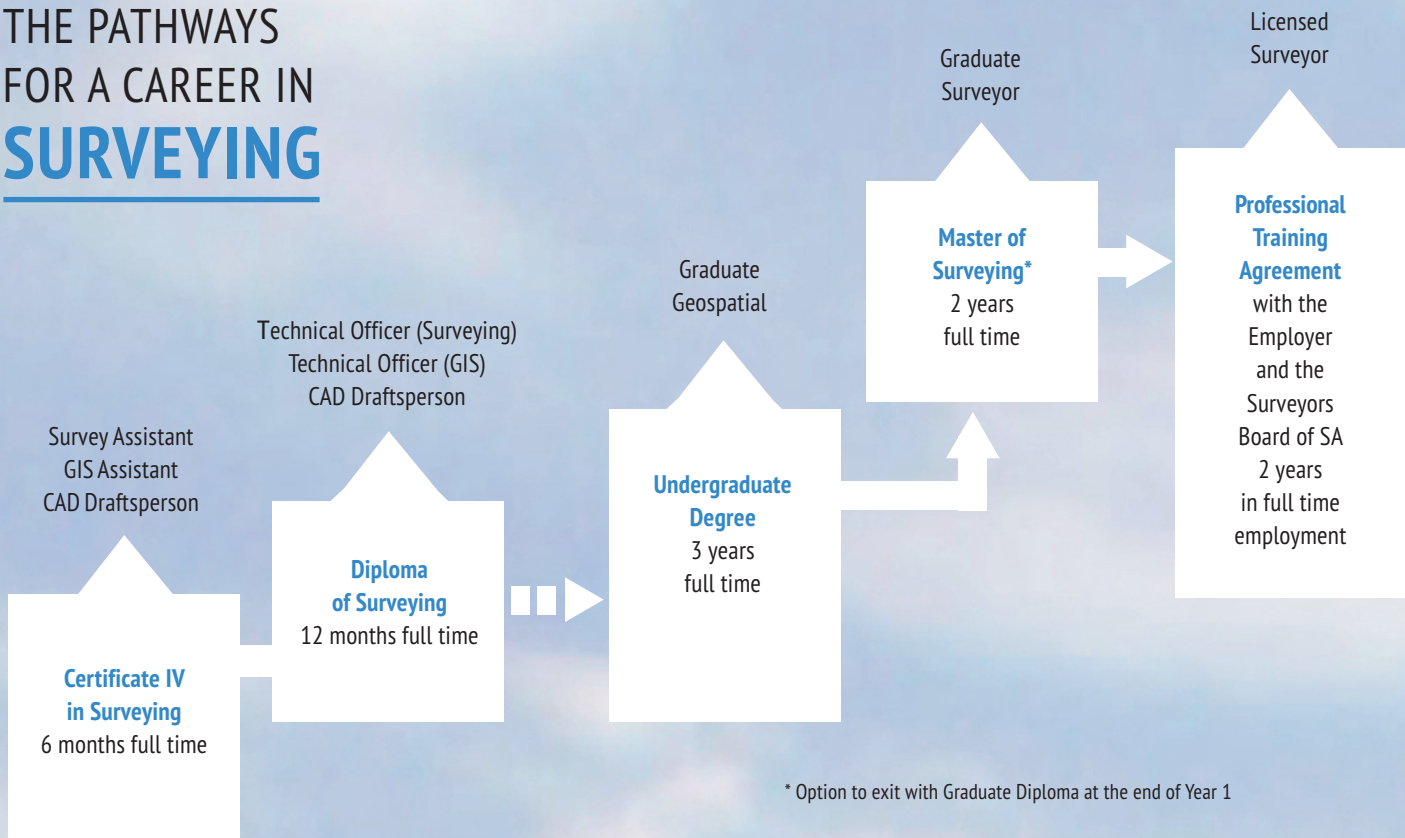 THE PATHWAYS
FOR A CAREER IN
SURVEYING
Survey Assistant
GIS Assistant
CAD Draftsperson
Certificate IV
in Surveying
6 months full time
Technical Officer (Surveying)
Technical Officer (GIS)
CAD Draftsperson
Diploma
of Surveying
12 months full time
Graduate
Geospatial
Undergraduate
Degree
3 years
full time
Graduate
Surveyor
Master of
Surveying*
2 years
full time
Licensed
Surveyor
Professional
Training
Agreement
with the
Employer
and the
Surveyors
Board of SA
2 years
in full time
employment
* Option to exit with Graduate Diploma at the end of Year 1